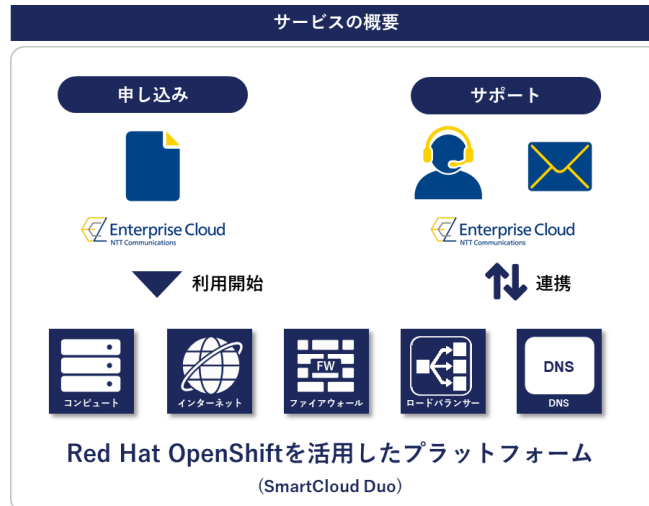 サービスの概要
申し込み
サポート
Enterprise Cloud
NTT Communications
Enterprise Cloud
NTT Communications
利用開始
連携
FW
DNS
コンピュート
インターネット
ファイアウォール
ロードバランサー
DNS
Red Hat OpenShiftを活用したプラットフォーム
(SmartCloud Duo)